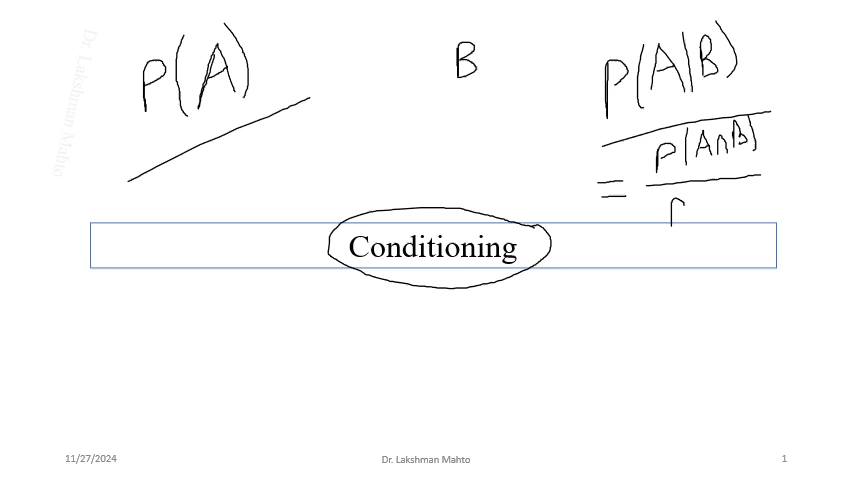 Dr. Lakshman Mahto
P(A) B P(A|B)
= P(A∩B)
Conditioning
11/27/2024 Dr. Lakshman Mahto 1